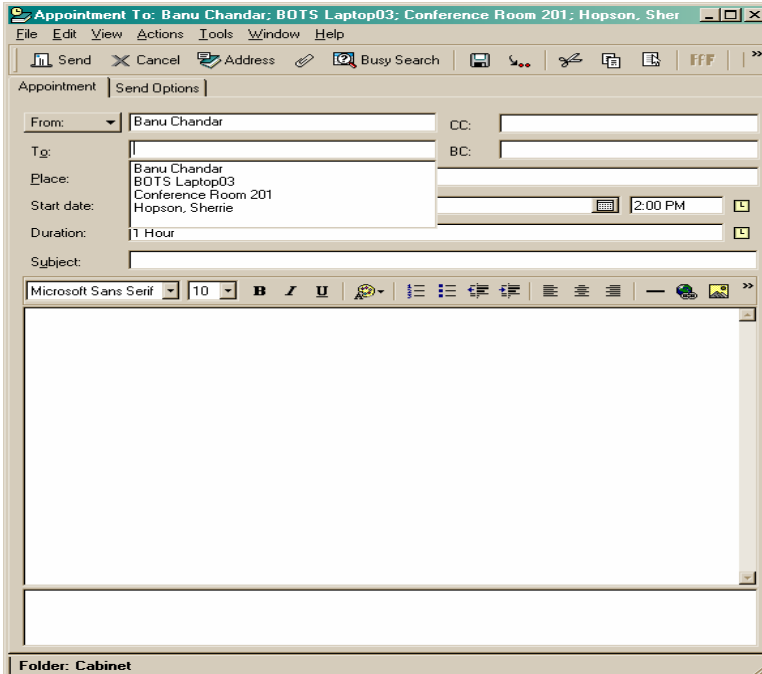 Appointment To: Banu Chandar; BOTS Laptop03; Conference Room 201; Hopson, Sher
File Edit View Actions Tools Window Help
Send Cancel Address Busy Search FFF »
Appointment Send Options
From: Banu Chandar CC:
To: BC:
Banu Chandar
BOTS Laptop03
Conference Room 201
Hopson, Sherrie
Place:
Start date: 2:00 PM
Duration: 1 Hour
Subject:
Microsoft Sans Serif 10 B I U »
Folder: Cabinet